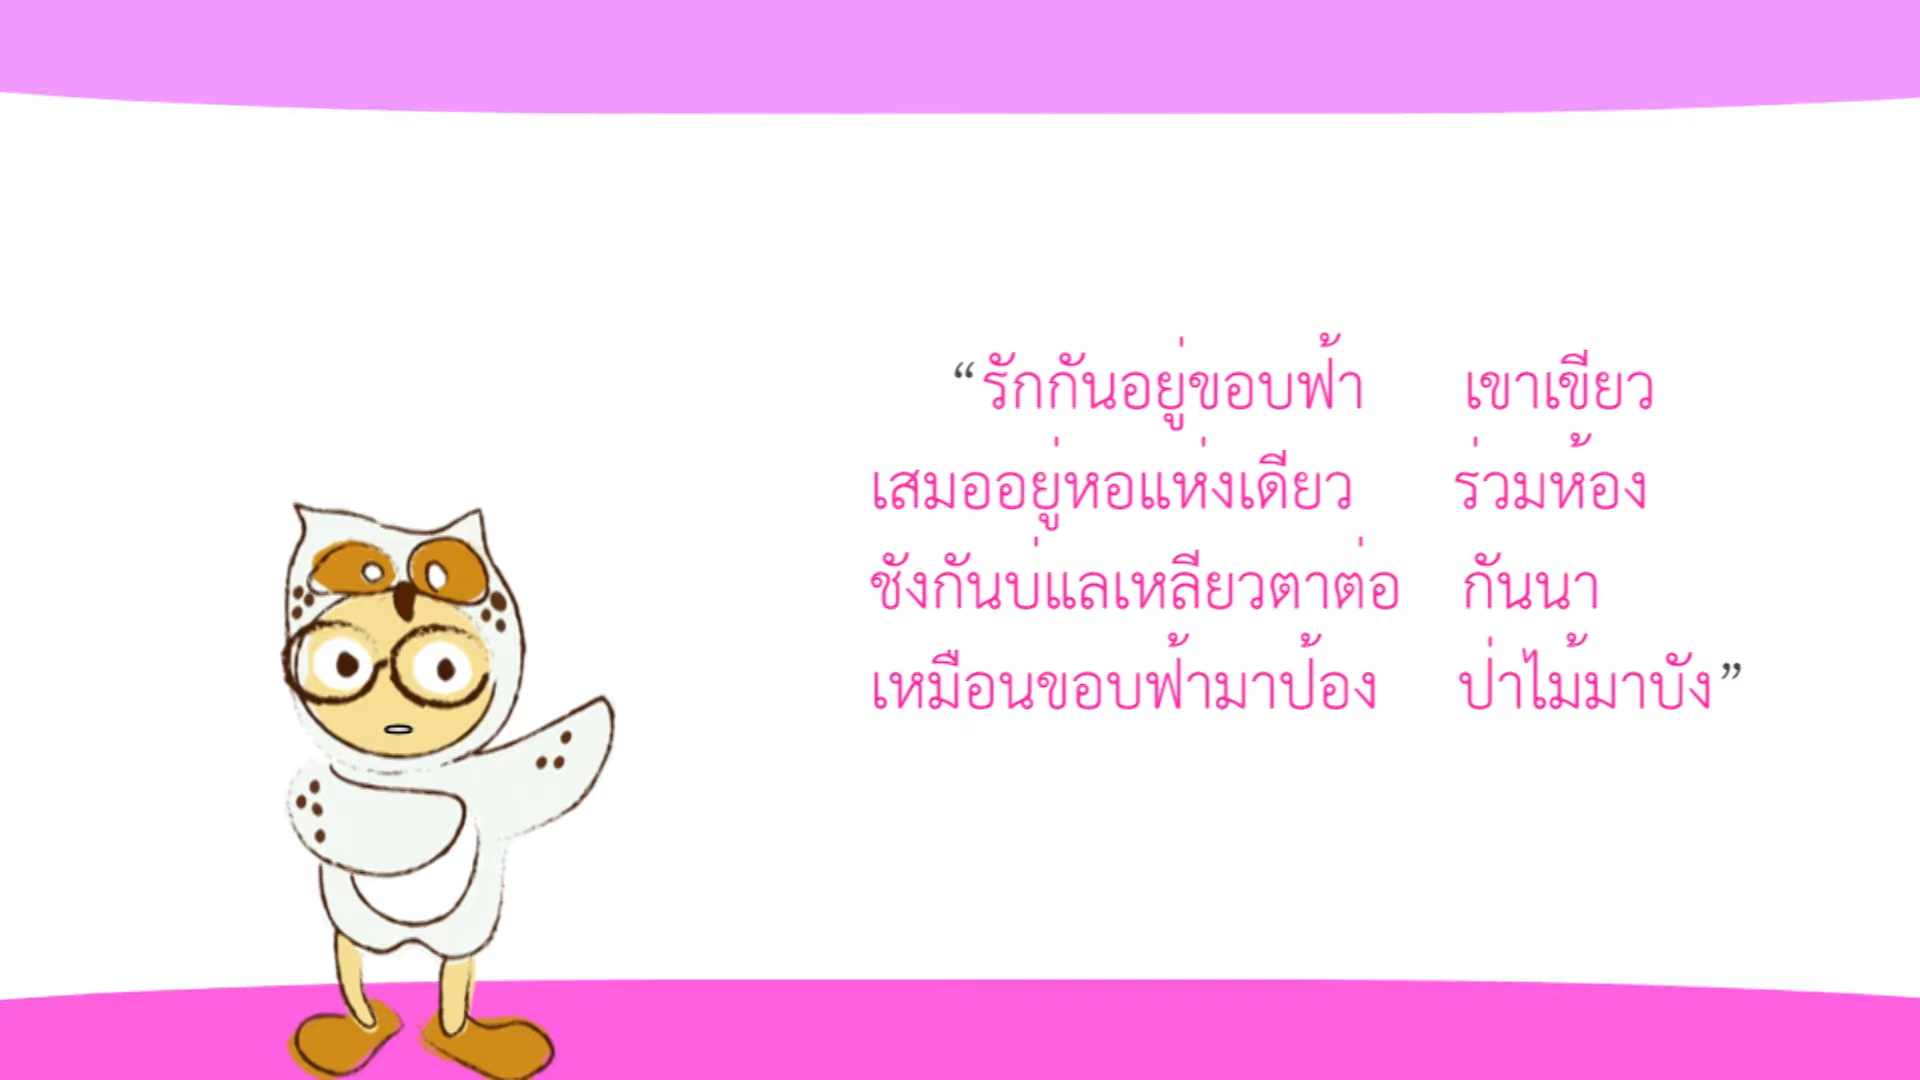 “รักกันอยู่ขอบฟ้า เขาเขียว
เสมออยู่หอแห่งเดียว ร่วมห้อง
ชังกันบ่แลเหลียวตาต่อ กันนา
เหมือนขอบฟ้ามาป้อง ป่าไม้มาบัง”